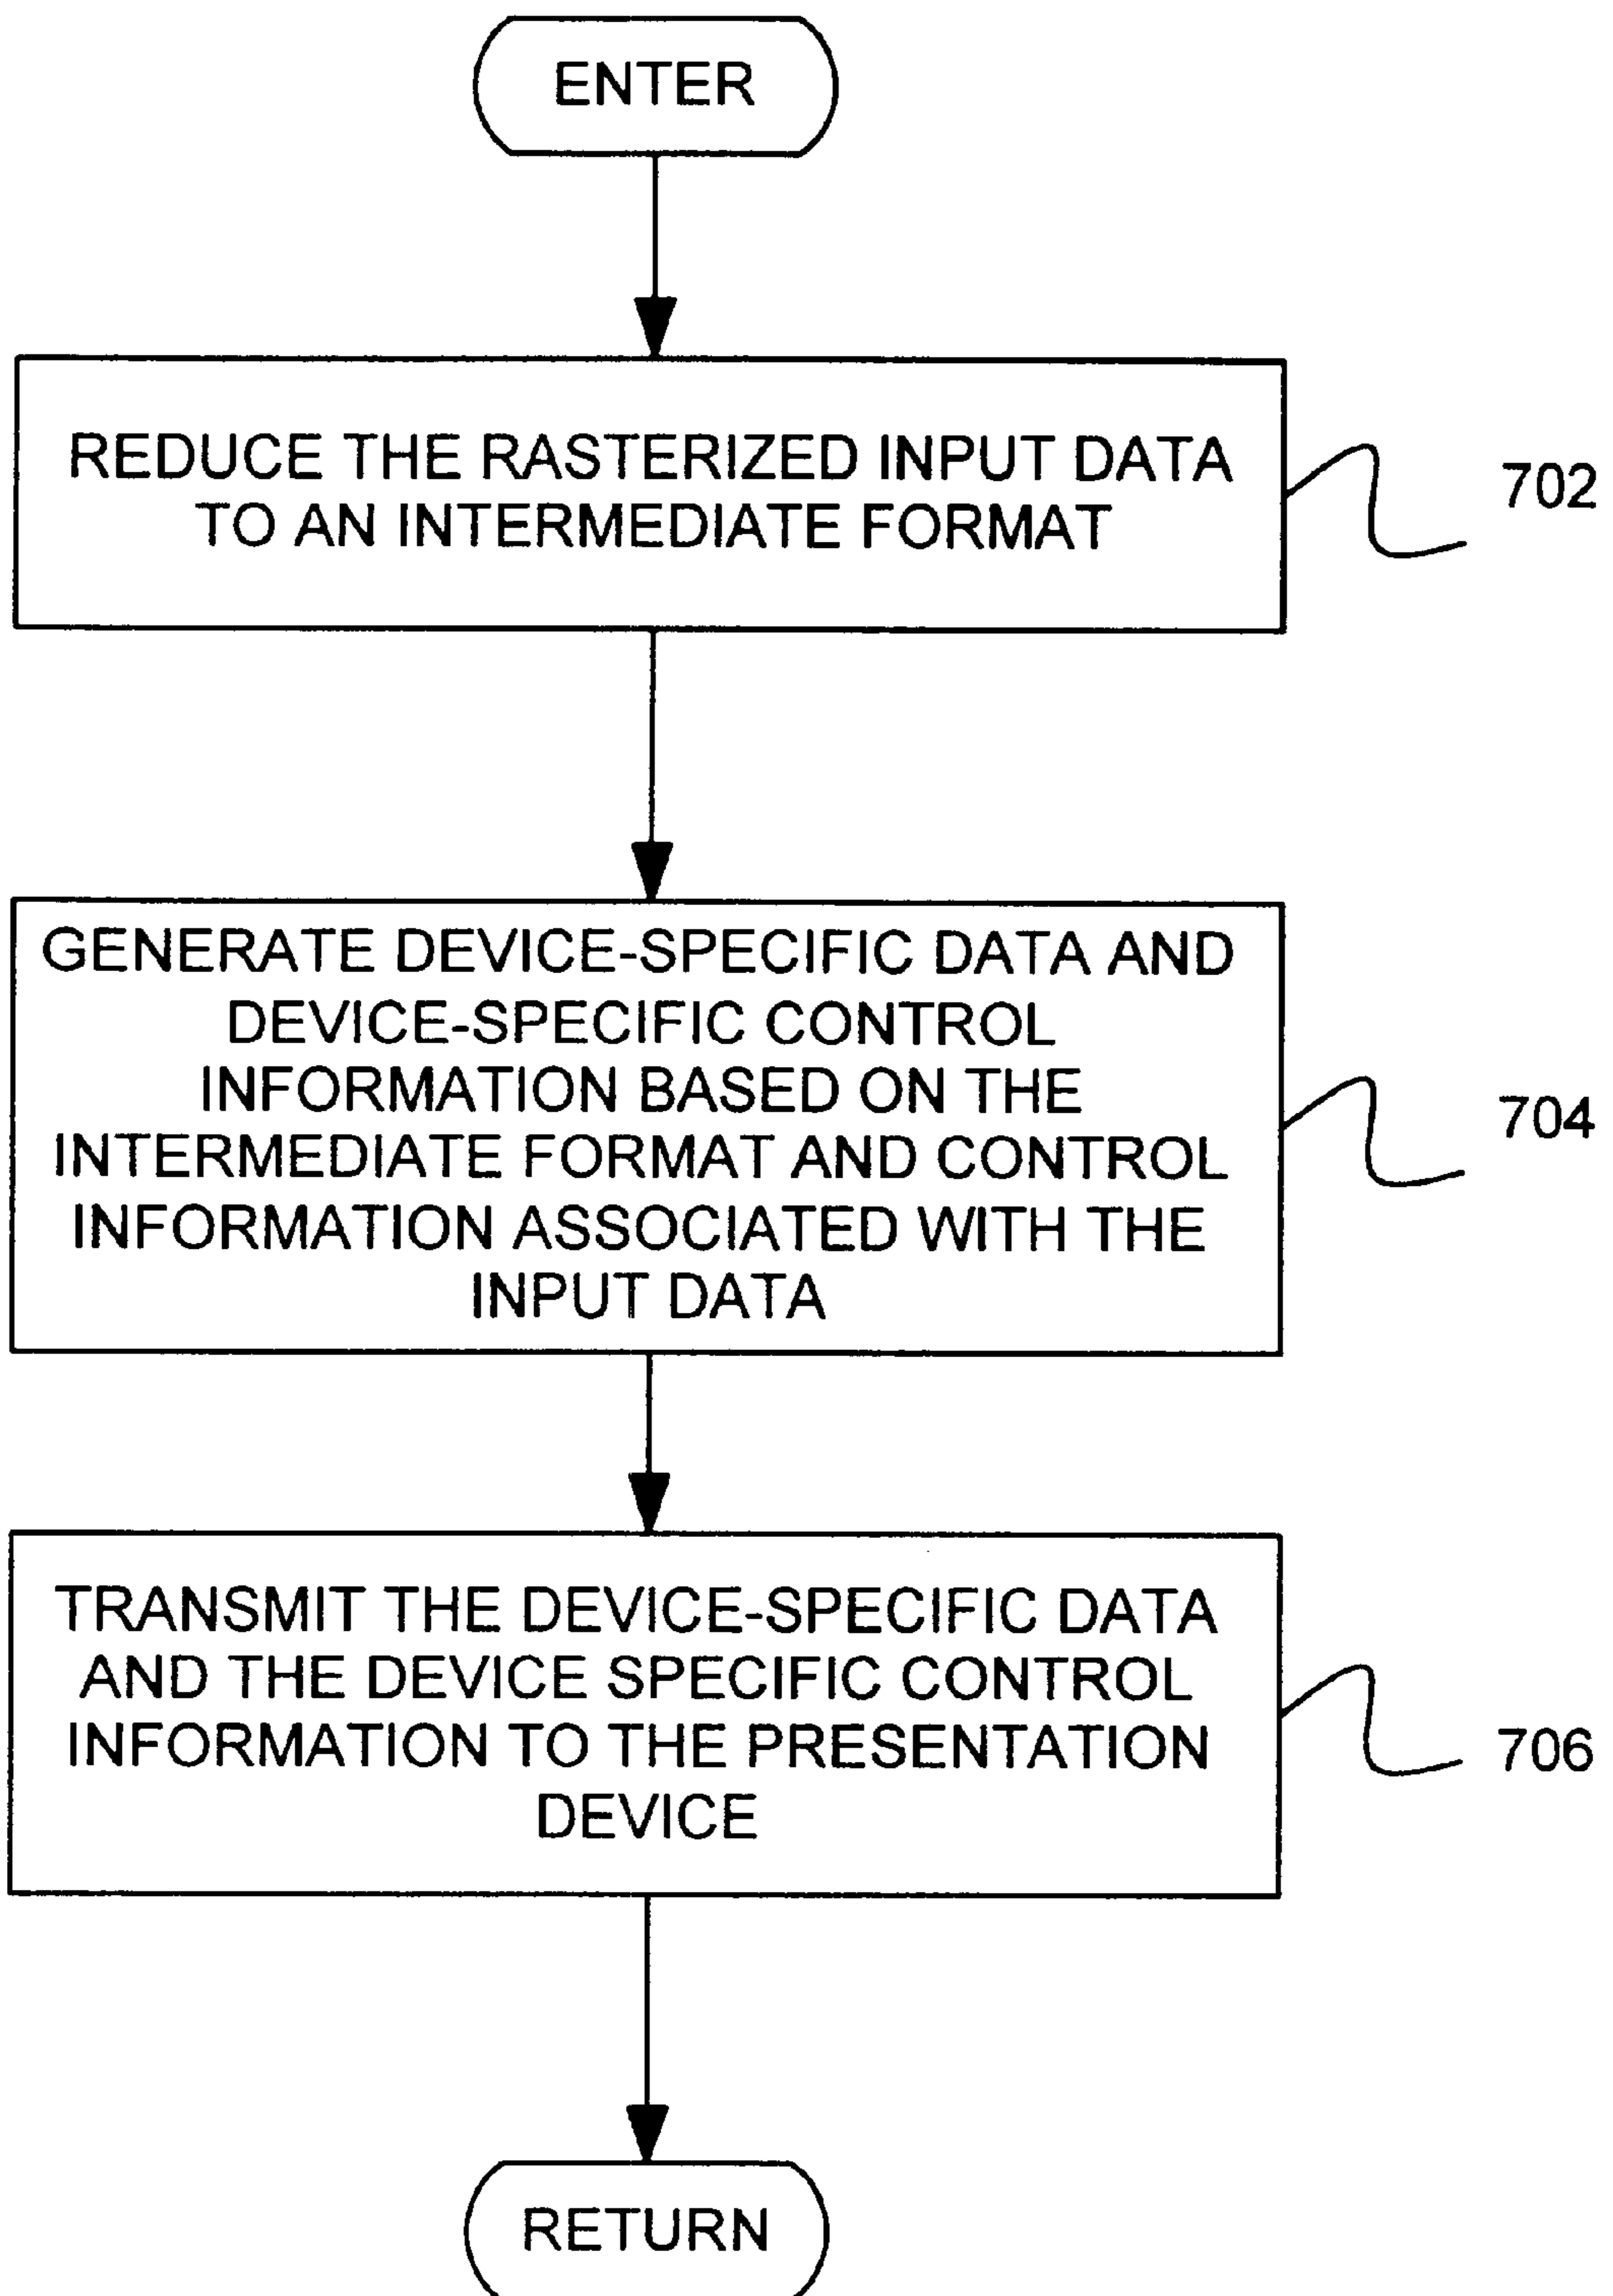 ENTER
REDUCE THE RASTERIZED INPUT DATA
TO AN INTERMEDIATE FORMAT
702
GENERATE DEVICE-SPECIFIC DATA AND
DEVICE-SPECIFIC CONTROL
INFORMATION BASED ON THE
INTERMEDIATE FORMAT AND CONTROL
INFORMATION ASSOCIATED WITH THE
INPUT DATA
704
TRANSMIT THE DEVICE-SPECIFIC DATA
AND THE DEVICE SPECIFIC CONTROL
INFORMATION TO THE PRESENTATION
DEVICE
706
RETURN